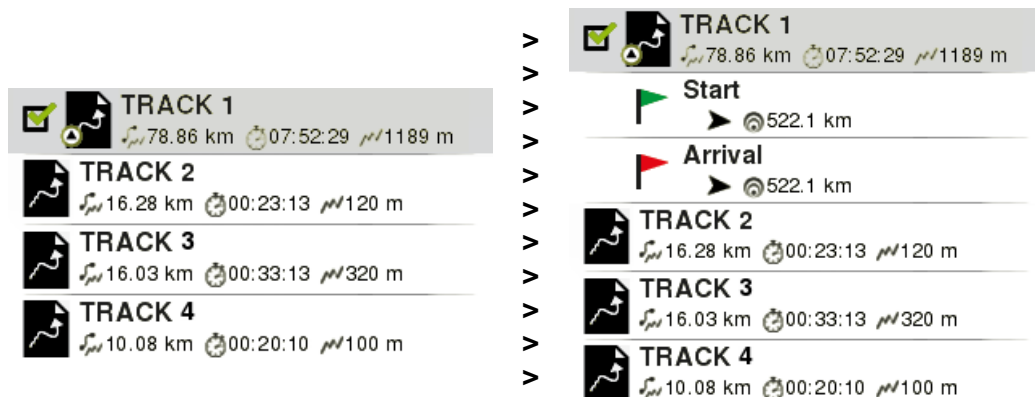 TRACK 1
78.86 km 07:52:29 1189 m
TRACK 2
16.28 km 00:23:13 120 m
TRACK 3
16.03 km 00:33:13 320 m
TRACK 4
10.08 km 00:20:10 100 m
>
>
>
>
>
>
>
>
>
>
>
TRACK 1
78.86 km 07:52:29 1189 m
Start
522.1 km
Arrival
522.1 km
TRACK 2
16.28 km 00:23:13 120 m
TRACK 3
16.03 km 00:33:13 320 m
TRACK 4
10.08 km 00:20:10 100 m